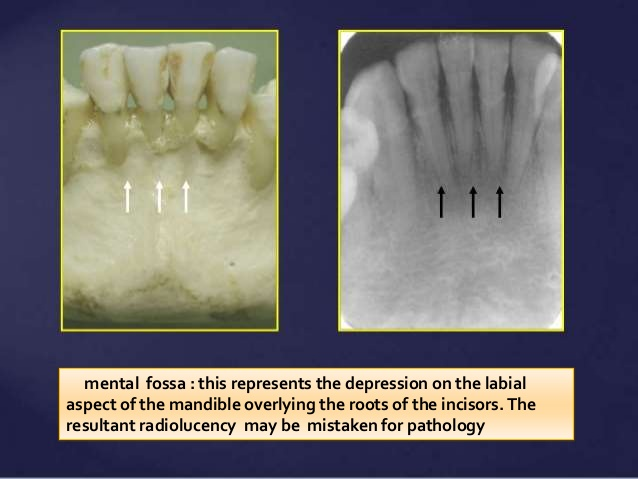 mental fossa : this represents the depression on the labial
aspect of the mandible overlying the roots of the incisors. The
resultant radiolucency may be mistaken for pathology